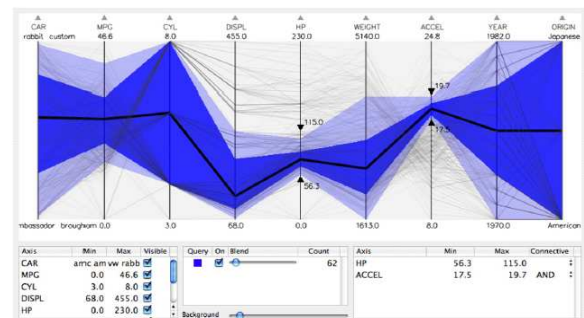 CAR MPG CYL DISPL HP WEIGHT ACCEL YEAR ORIGIN
rabbit custom 46.6 8.0 455.0 230.0 5140.0 24.8 1982.0 Japanese
19.7
115.0
17.5
56.3
mbassador brougham 0.0 3.0 68.0 0.0 1613.0 8.0 1970.0 American
Axis Min Max Visible Query On Blend Count Axis Min Max Connective
CAR amc am vw rabb 62 HP 56.3 115.0
MPG 0.0 46.6 ACCEL 17.5 19.7 AND
CYL 3.0 8.0
DISPL 68.0 455.0
HP 0.0 230.0
Background